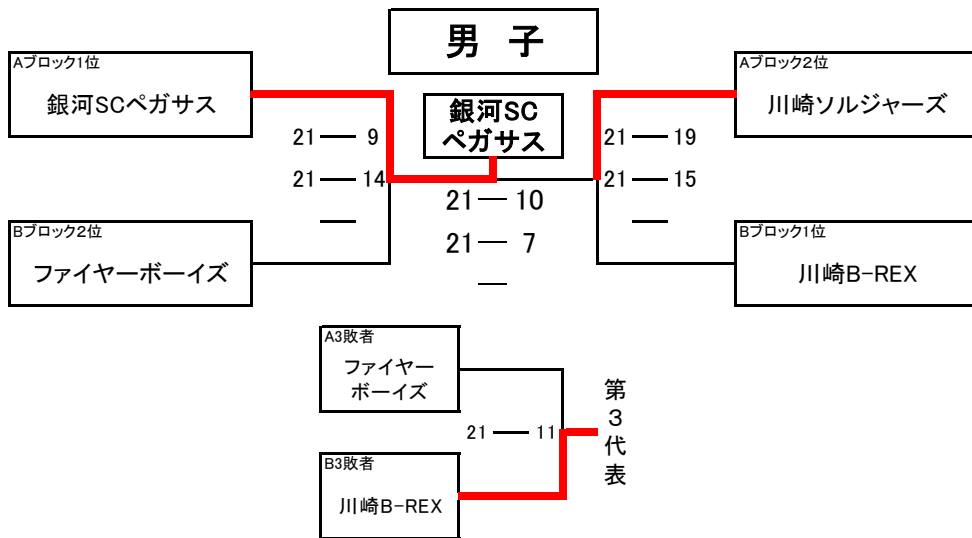 男 子
Aブロック1位
銀河SCペガサス
Aブロック2位
川崎ソルジャーズ
銀河SC
ペガサス
21 — 9
21 — 14
—
21 — 19
21 — 15
—
21 — 10
21 — 7
—
Bブロック2位
ファイヤーボーイズ
Bブロック1位
川崎B-REX
A3敗者
ファイヤー
ボーイズ
21 — 11
第3代表
B3敗者
川崎B-REX